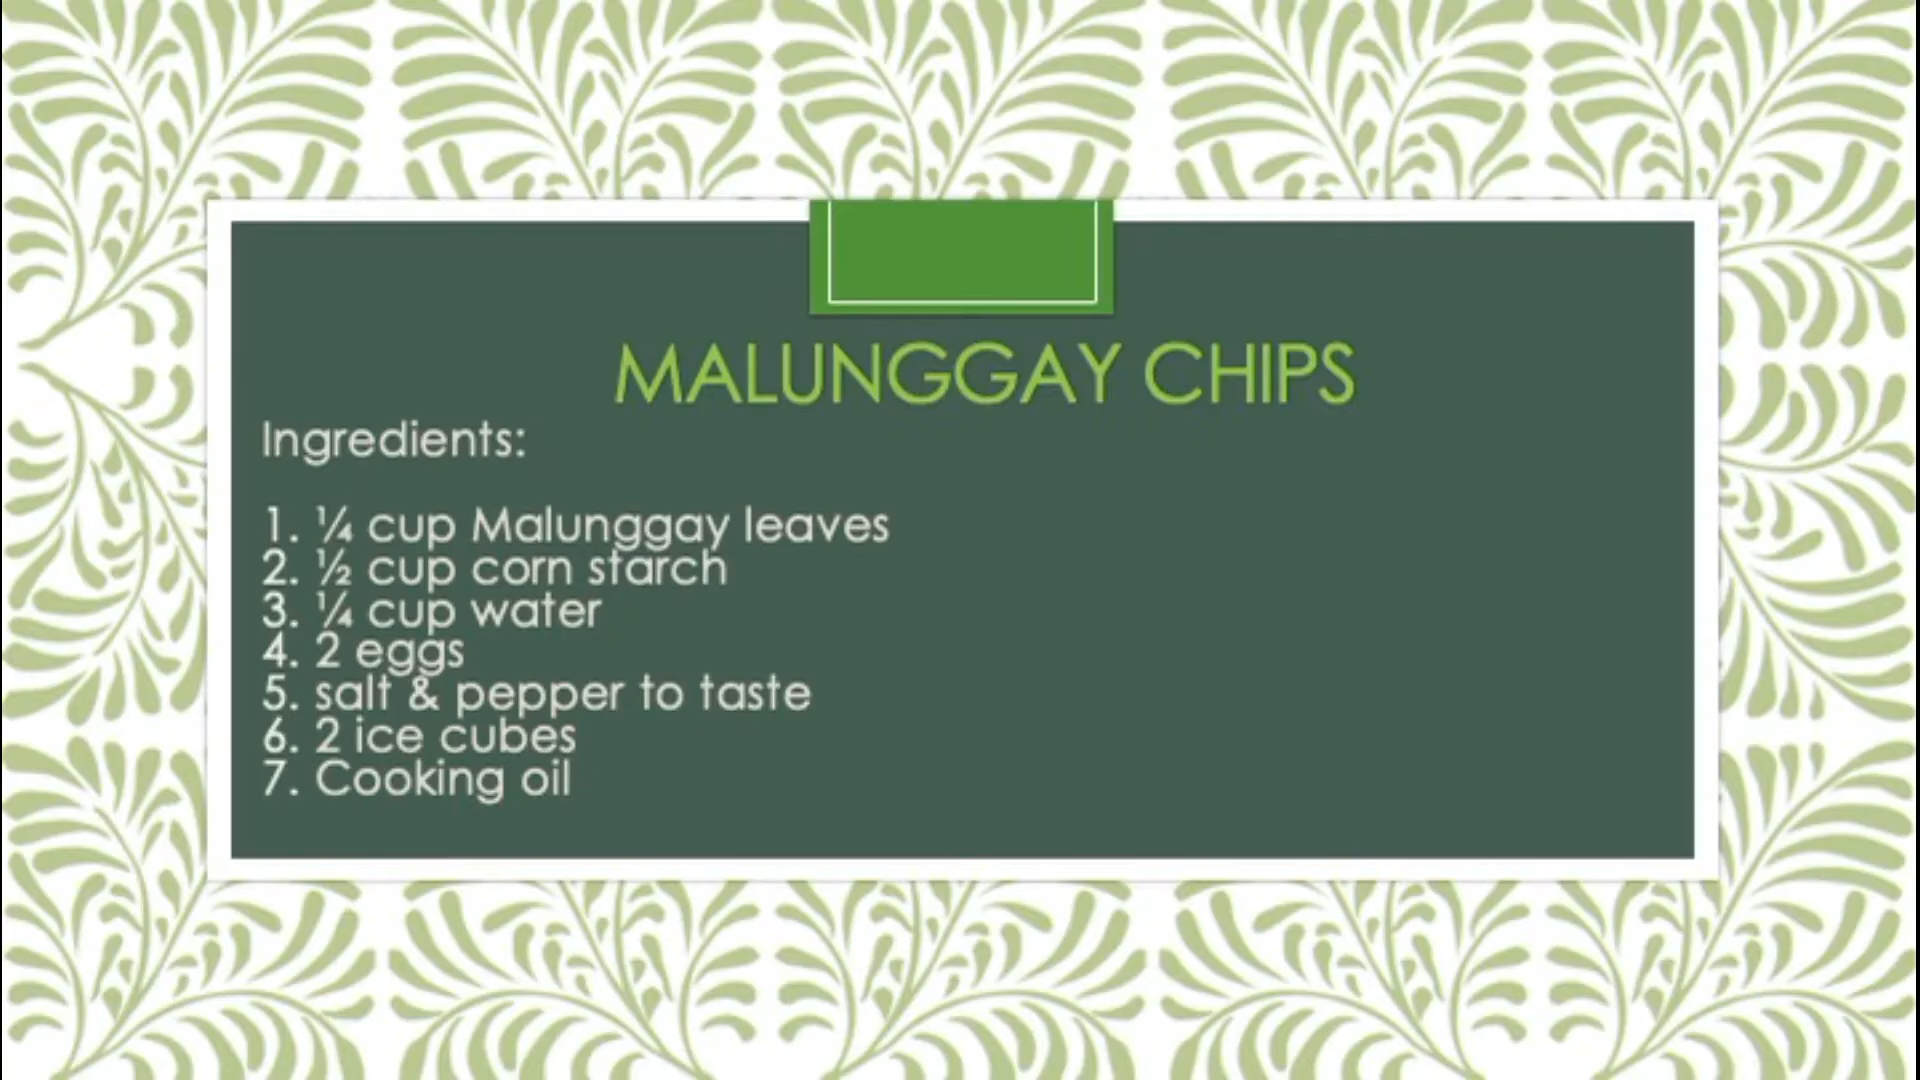 MALUNGGAY CHIPS
Ingredients:
1. ¼ cup Malunggay leaves
2. ½ cup corn starch
3. ¼ cup water
4. 2 eggs
5. salt & pepper to taste
6. 2 ice cubes
7. Cooking oil